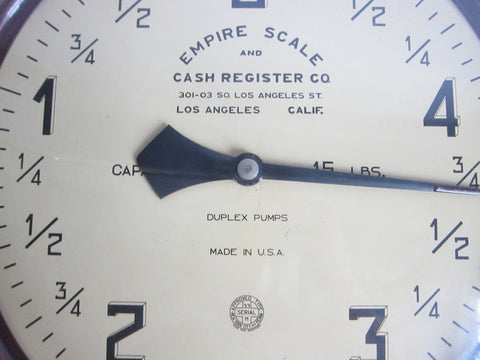 0
1/2
1/2
3/4
1/4
EMPIRE SCALE
AND
CASH REGISTER CO.
301-03 SO. LOS ANGELES ST.
LOS ANGELES CALIF.
1
4
1/4
CAPA
15 LBS.
3/4
1/2
DUPLEX PUMPS
1/2
MADE IN U.S.A.
3/4
SERIAL
1/4
2
3